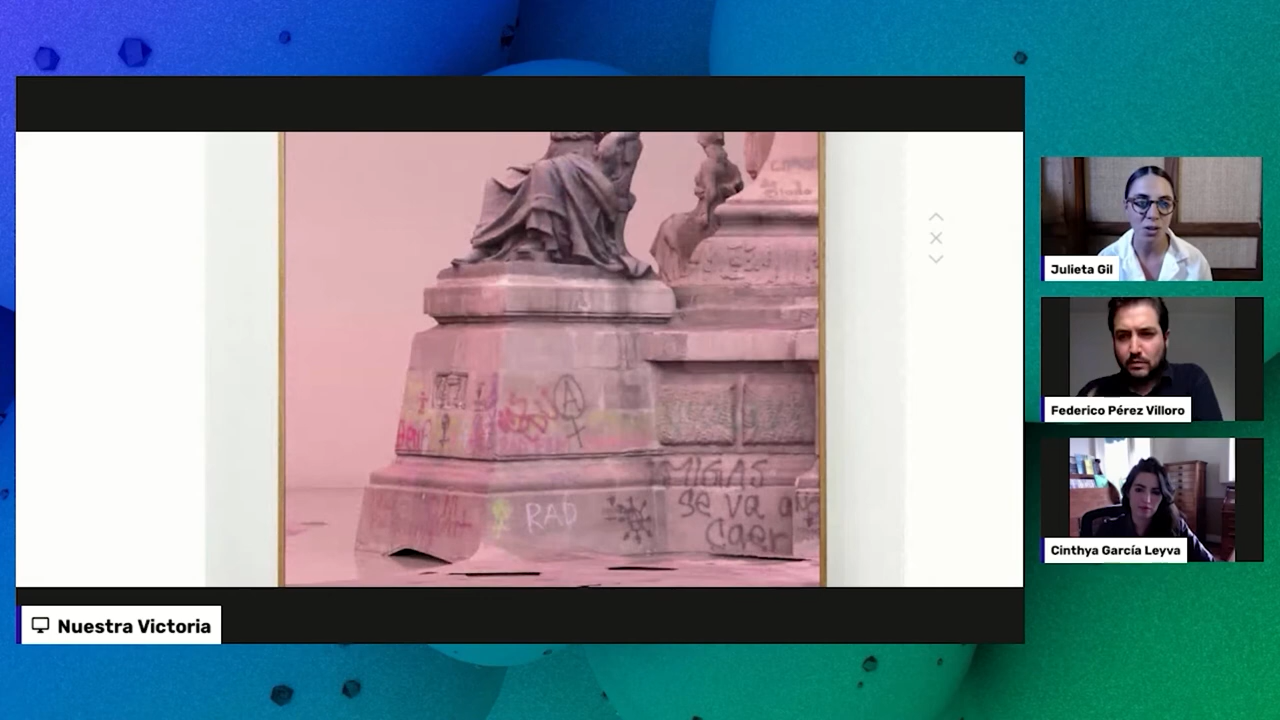 RAD
MIGAS
se va a
Caer
Nuestra Victoria
Julieta Gil
Federico Pérez Villoro
Cinthya García Leyva